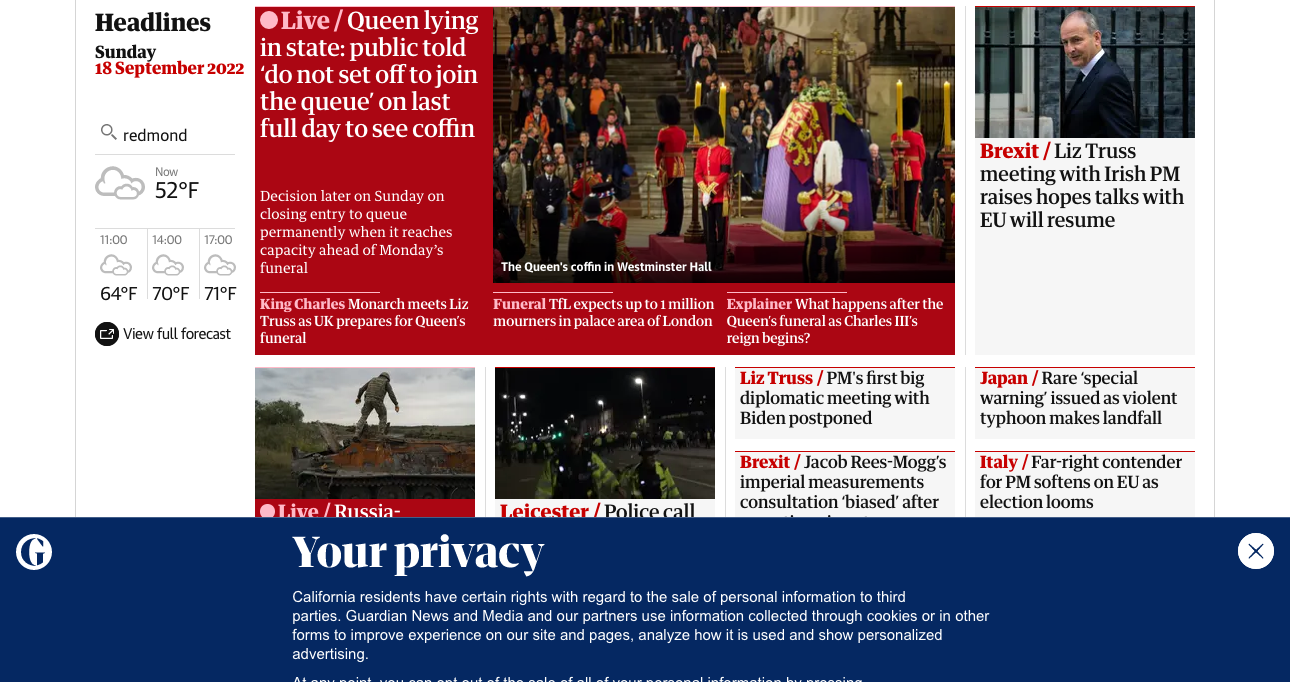 Headlines
Sunday
18 September 2022
redmond
Now
52°F
11:00
14:00
17:00
64°F
70°F
71°F
View full forecast
Live / Queen lying
in state: public told
‘do not set off to join
the queue’ on last
full day to see coffin
Decision later on Sunday on
closing entry to queue
permanently when it reaches
capacity ahead of Monday’s
funeral
The Queen's coffin in Westminster Hall
King Charles Monarch meets Liz
Truss as UK prepares for Queen’s
funeral
Funeral TfL expects up to 1 million
mourners in palace area of London
Explainer What happens after the
Queen’s funeral as Charles III’s
reign begins?
Brexit / Liz Truss
meeting with Irish PM
raises hopes talks with
EU will resume
Live / Russia-
Leicester / Police call
Liz Truss / PM's first big
diplomatic meeting with
Biden postponed
Brexit / Jacob Rees-Mogg’s
imperial measurements
consultation ‘biased’ after
Japan / Rare ‘special
warning’ issued as violent
typhoon makes landfall
Italy / Far-right contender
for PM softens on EU as
election looms
Your privacy
California residents have certain rights with regard to the sale of personal information to third
parties. Guardian News and Media and our partners use information collected through cookies or in other
forms to improve experience on our site and pages, analyze how it is used and show personalized
advertising.
At any point, you can opt out of the sale of all of your personal information by pressing